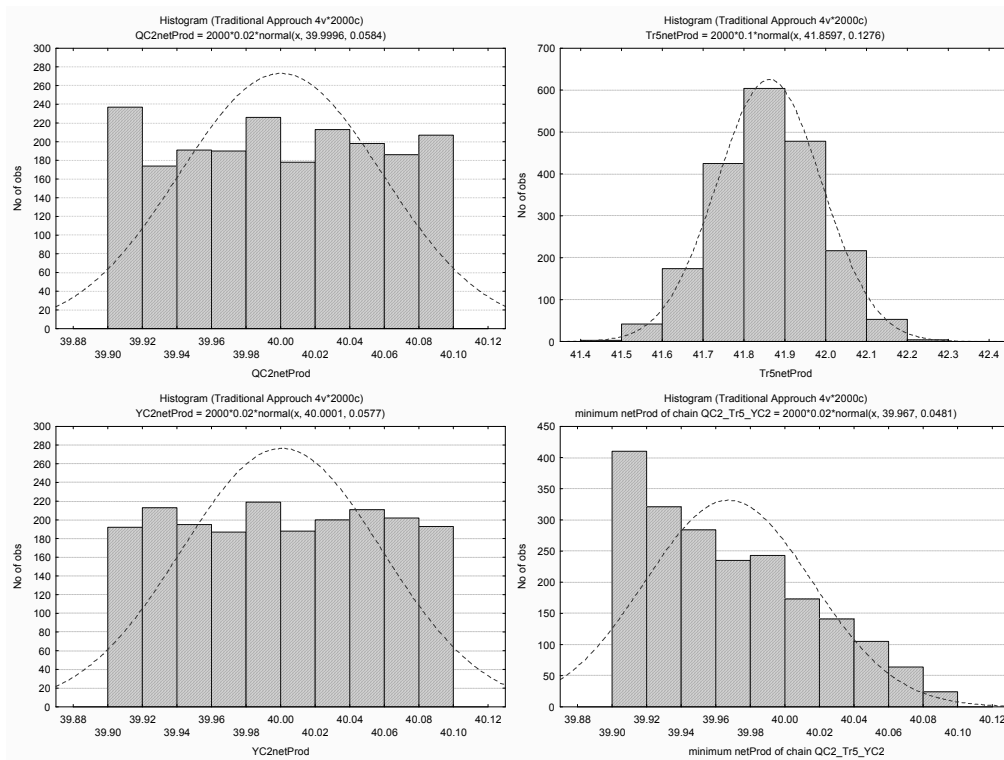 Histogram (Traditional Approuch 4v*2000c)
QC2netProd = 2000*0.02*normal(x, 39.9996, 0.0584)
300
280
260
240
220
200
180
160
140
120
100
80
60
40
20
0
No of obs
39.88 39.92 39.96 40.00 40.04 40.08 40.12
39.90 39.94 39.98 40.02 40.06 40.10
QC2netProd
Histogram (Traditional Approuch 4v*2000c)
Tr5netProd = 2000*0.1*normal(x, 41.8597, 0.1276)
700
600
500
400
300
200
100
0
No of obs
41.4 41.5 41.6 41.7 41.8 41.9 42.0 42.1 42.2 42.3 42.4
Tr5netProd
Histogram (Traditional Approuch 4v*2000c)
YC2netProd = 2000*0.02*normal(x, 40.0001, 0.0577)
300
280
260
240
220
200
180
160
140
120
100
80
60
40
20
0
No of obs
39.88 39.92 39.96 40.00 40.04 40.08 40.12
39.90 39.94 39.98 40.02 40.06 40.10
YC2netProd
Histogram (Traditional Approuch 4v*2000c)
minimum netProd of chain QC2_Tr5_YC2 = 2000*0.02*normal(x, 39.967, 0.0481)
450
400
350
300
250
200
150
100
50
0
No of obs
39.88 39.92 39.96 40.00 40.04 40.08 40.12
39.90 39.94 39.98 40.02 40.06 40.10
minimum netProd of chain QC2_Tr5_YC2